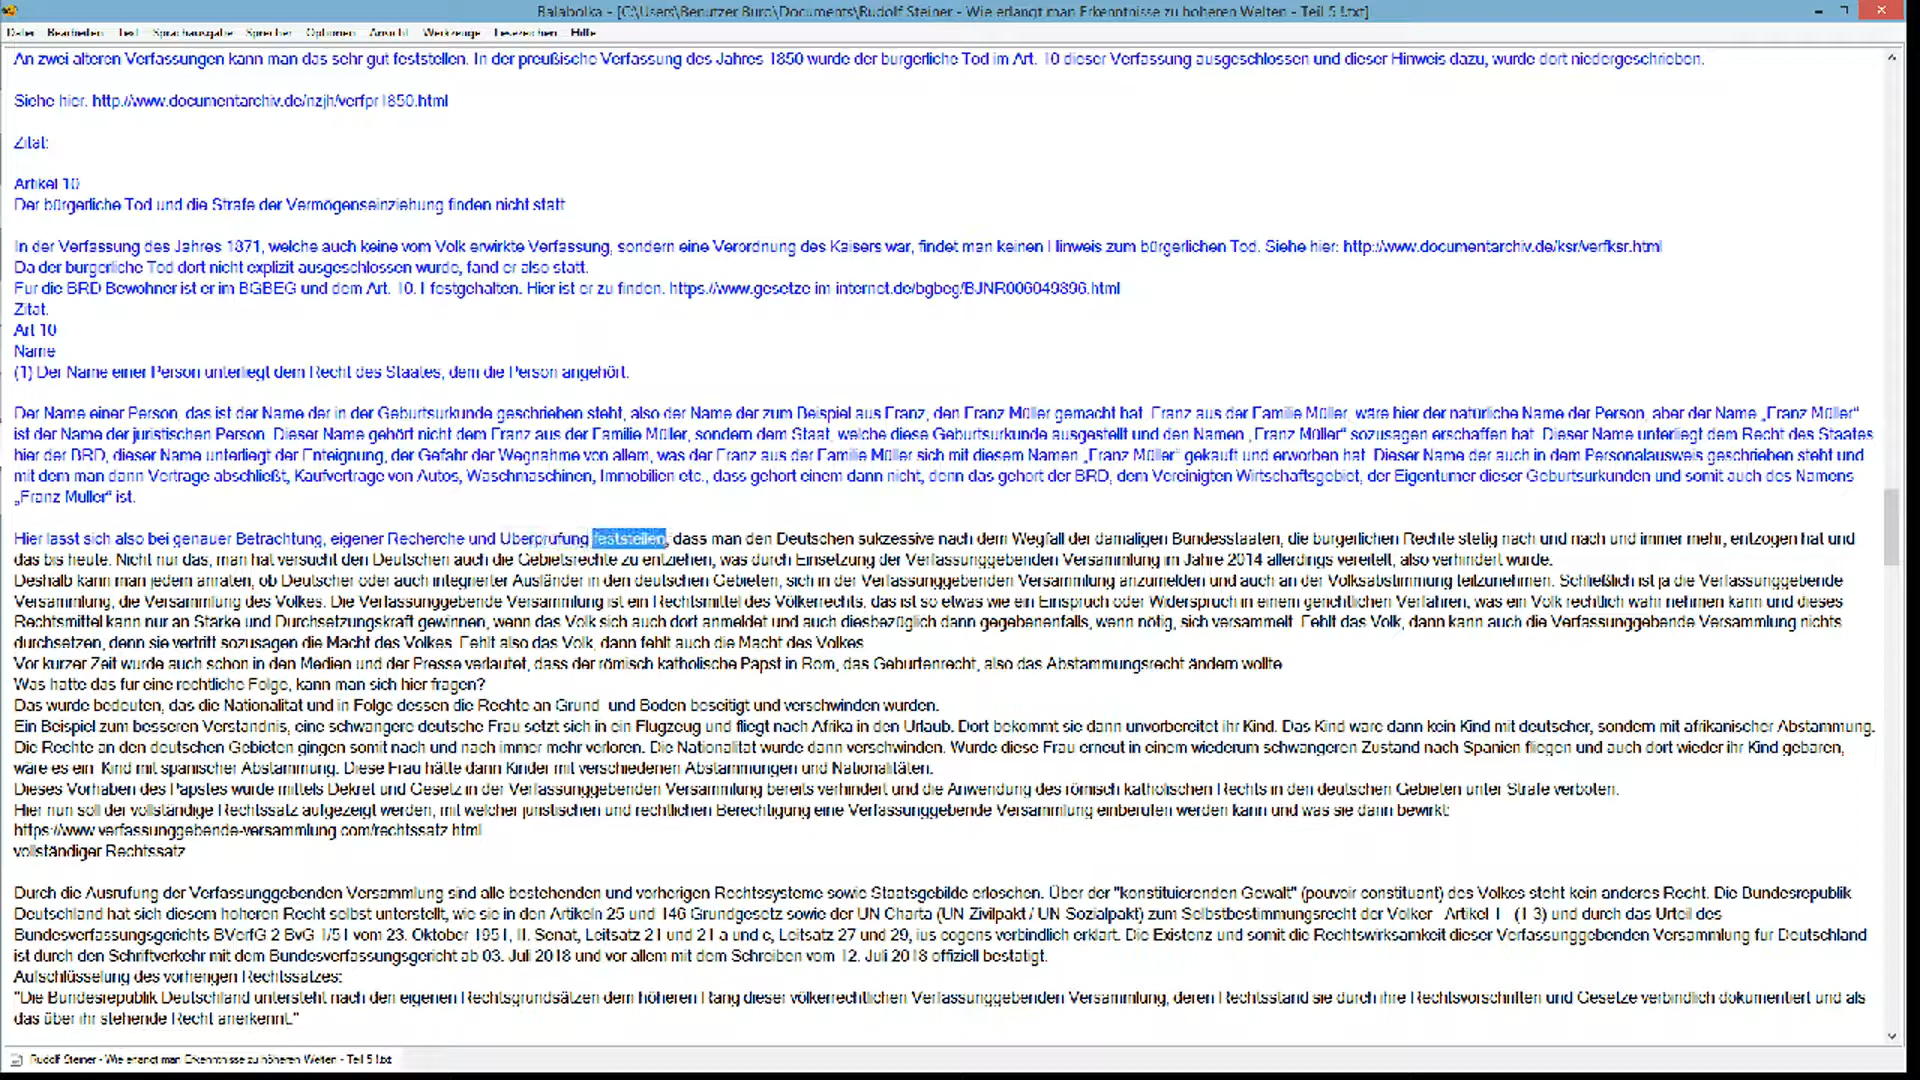 Balabolka - [C:\Users\Benutzer Büro\Documents\Rudolf Steiner - Wie erlangt man Erkenntnisse zu höheren Welten - Teil 5 !.txt]
Datei Bearbeiten Text Sprachausgabe Sprecher Optionen Ansicht Werkzeuge Lesezeichen Hilfe
An zwei älteren Verfassungen kann man das sehr gut feststellen. In der preußische Verfassung des Jahres 1850 wurde der bürgerliche Tod im Art. 10 dieser Verfassung ausgeschlossen und dieser Hinweis dazu, wurde dort niedergeschrieben.
Siehe hier: http://www.documentarchiv.de/nzjh/verfpr1850.html
Zitat:
Artikel 10
Der bürgerliche Tod und die Strafe der Vermögenseinziehung finden nicht statt
In der Verfassung des Jahres 1871, welche auch keine vom Volk erwirkte Verfassung, sondern eine Verordnung des Kaisers war, findet man keinen Hinweis zum bürgerlichen Tod. Siehe hier: http://www.documentarchiv.de/ksr/verfksr.html
Da der bürgerliche Tod dort nicht explizit ausgeschlossen wurde, fand er also statt.
Für die BRD Bewohner ist er im BGBEG und dem Art. 10.1 festgehalten. Hier ist er zu finden. https://www.gesetze-im-internet.de/bgbeg/BJNR006049896.html
Zitat:
Art 10
Name
(1) Der Name einer Person unterliegt dem Recht des Staates, dem die Person angehört.
Der Name einer Person, das ist der Name der in der Geburtsurkunde geschrieben steht, also der Name der zum Beispiel aus Franz, den Franz Müller gemacht hat. Franz aus der Familie Müller, wäre hier der natürliche Name der Person, aber der Name „Franz Müller“
ist der Name der juristischen Person. Dieser Name gehört nicht dem Franz aus der Familie Müller, sondern dem Staat, welche diese Geburtsurkunde ausgestellt und den Namen „Franz Müller“ sozusagen erschaffen hat. Dieser Name unterliegt dem Recht des Staates
hier der BRD, dieser Name unterliegt der Enteignung, der Gefahr der Wegnahme von allem, was der Franz aus der Familie Müller sich mit diesem Namen „Franz Müller“ gekauft und erworben hat. Dieser Name der auch in dem Personalausweis geschrieben steht und
mit dem man dann Verträge abschließt, Kaufverträge von Autos, Waschmaschinen, Immobilien etc., dass gehört einem dann nicht, denn das gehört der BRD, dem Vereinigten Wirtschaftsgebiet, der Eigentümer dieser Geburtsurkunden und somit auch des Namens
„Franz Müller“ ist.
Hier lässt sich also bei genauer Betrachtung, eigener Recherche und Überprüfung feststellen, dass man den Deutschen sukzessive nach dem Wegfall der damaligen Bundesstaaten, die bürgerlichen Rechte stetig nach und nach und immer mehr, entzogen hat und
das bis heute. Nicht nur das, man hat versucht den Deutschen auch die Gebietsrechte zu entziehen, was durch Einsetzung der Verfassunggebenden Versammlung im Jahre 2014 allerdings vereitelt, also verhindert wurde.
Deshalb kann man jedem anraten, ob Deutscher oder auch integrierter Ausländer in den deutschen Gebieten, sich in der Verfassunggebenden Versammlung anzumelden und auch an der Volksabstimmung teilzunehmen. Schließlich ist ja die Verfassunggebende
Versammlung, die Versammlung des Volkes. Die Verfassunggebende Versammlung ist ein Rechtsmittel des Völkerrechts, das ist so etwas wie ein Einspruch oder Widerspruch in einem gerichtlichen Verfahren, was ein Volk rechtlich wahr nehmen kann und dieses
Rechtsmittel kann nur an Stärke und Durchsetzungskraft gewinnen, wenn das Volk sich auch dort anmeldet und auch diesbezüglich dann gegebenenfalls, wenn nötig, sich versammelt. Fehlt das Volk, dann kann auch die Verfassunggebende Versammlung nichts
durchsetzen, denn sie vertritt sozusagen die Macht des Volkes. Fehlt also das Volk, dann fehlt auch die Macht des Volkes
Vor kurzer Zeit wurde auch schon in den Medien und der Presse verlautet, dass der römisch katholische Papst in Rom, das Geburtenrecht, also das Abstammungsrecht ändern wollte
Was hätte das für eine rechtliche Folge, kann man sich hier fragen?
Das würde bedeuten, das die Nationalität und in Folge dessen die Rechte an Grund- und Boden beseitigt und verschwinden würden.
Ein Beispiel zum besseren Verständnis, eine schwangere deutsche Frau setzt sich in ein Flugzeug und fliegt nach Afrika in den Urlaub. Dort bekommt sie dann unvorbereitet ihr Kind. Das Kind wäre dann kein Kind mit deutscher, sondern mit afrikanischer Abstammung.
Die Rechte an den deutschen Gebieten gingen somit nach und nach immer mehr verloren. Die Nationalität würde dann verschwinden. Würde diese Frau erneut in einem wiederum schwangeren Zustand nach Spanien fliegen und auch dort wieder ihr Kind gebären,
wäre es ein Kind mit spanischer Abstammung. Diese Frau hätte dann Kinder mit verschiedenen Abstammungen und Nationalitäten.
Dieses Vorhaben des Papstes wurde mittels Dekret und Gesetz in der Verfassunggebenden Versammlung bereits verhindert und die Anwendung des römisch katholischen Rechts in den deutschen Gebieten unter Strafe verboten.
Hier nun soll der vollständige Rechtssatz aufgezeigt werden, mit welcher juristischen und rechtlichen Berechtigung eine Verfassunggebende Versammlung einberufen werden kann und was sie dann bewirkt:
https://www.verfassunggebende-versammlung.com/rechtssatz.html
vollständiger Rechtssatz
Durch die Ausrufung der Verfassunggebenden Versammlung sind alle bestehenden und vorherigen Rechtssysteme sowie Staatsgebilde erloschen. Über der "konstituierenden Gewalt" (pouvoir constituant) des Volkes steht kein anderes Recht. Die Bundesrepublik
Deutschland hat sich diesem höheren Recht selbst unterstellt, wie sie in den Artikeln 25 und 146 Grundgesetz sowie der UN Charta (UN Zivilpakt / UN Sozialpakt) zum Selbstbestimmungsrecht der Völker - Artikel 1 - (1-3) und durch das Urteil des
Bundesverfassungsgerichts BVerfG 2 BvG 1/51 vom 23. Oktober 1951, II. Senat, Leitsatz 21 und 21 a und c, Leitsatz 27 und 29, ius cogens verbindlich erklärt. Die Existenz und somit die Rechtswirksamkeit dieser Verfassunggebenden Versammlung für Deutschland
ist durch den Schriftverkehr mit dem Bundesverfassungsgericht ab 03. Juli 2018 und vor allem mit dem Schreiben vom 12. Juli 2018 offiziell bestätigt.
Aufschlüsselung des vorherigen Rechtssatzes:
"Die Bundesrepublik Deutschland untersteht nach den eigenen Rechtsgrundsätzen dem höheren Rang dieser völkerrechtlichen Verfassunggebenden Versammlung, deren Rechtsstand sie durch ihre Rechtsvorschriften und Gesetze verbindlich dokumentiert und als
das über ihr stehende Recht anerkennt."
Rudolf Steiner - Wie erlangt man Erkenntnisse zu höheren Welten - Teil 5 !.txt